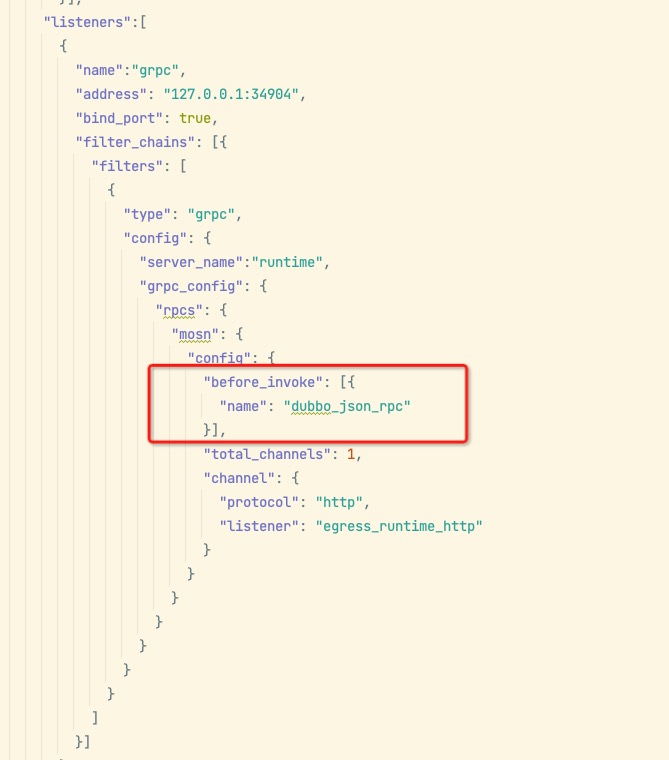 }],
"listeners":[
{
"name":"grpc",
"address": "127.0.0.1:34904",
"bind_port": true,
"filter_chains": [{
"filters": [
{
"type": "grpc",
"config": {
"server_name":"runtime",
"grpc_config": {
"rpcs": {
"mosn": {
"config": {
"before_invoke": [{
"name": "dubbo_json_rpc"
}],
"total_channels": 1,
"channel": {
"protocol": "http",
"listener": "egress_runtime_http"
}
}
}
}
}
}
}
]
}]